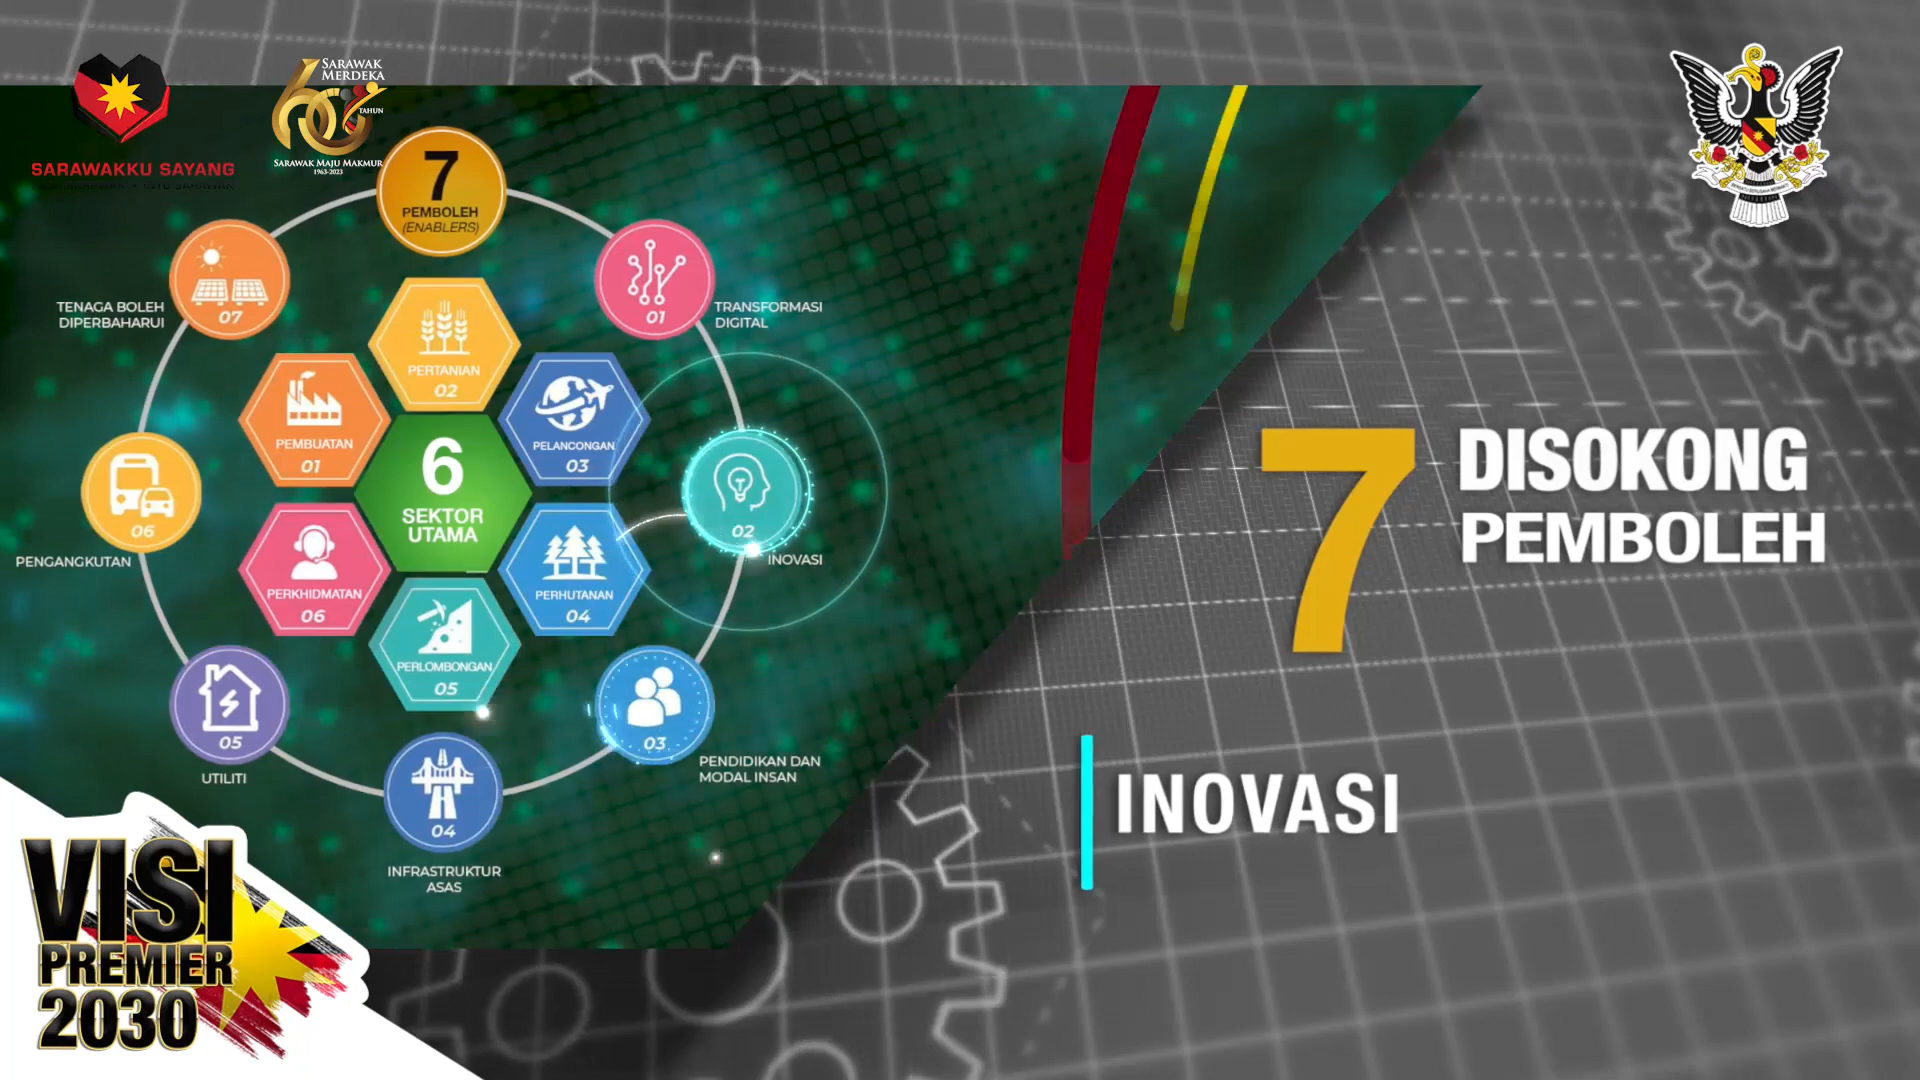 SARAWAKKU SAYANG
SARAWAK
MERDEKA
60
TAHUN
SARAWAK MAJU MAKMUR
1963-2023
7
PEMBOLEH
(ENABLERS)
01
TRANSFORMASI
DIGITAL
02
INOVASI
03
PENDIDIKAN DAN
MODAL INSAN
04
INFRASTRUKTUR
ASAS
05
UTILITI
06
PENGANGKUTAN
07
TENAGA BOLEH
DIPERBAHARUI
6
SEKTOR
UTAMA
PEMBUATAN
01
PERTANIAN
02
PELANCONGAN
03
PERHUTANAN
04
PERLOMBONGAN
05
PERKHIDMATAN
06
7
DISOKONG
PEMBOLEH
INOVASI
VISI
PREMIER
2030